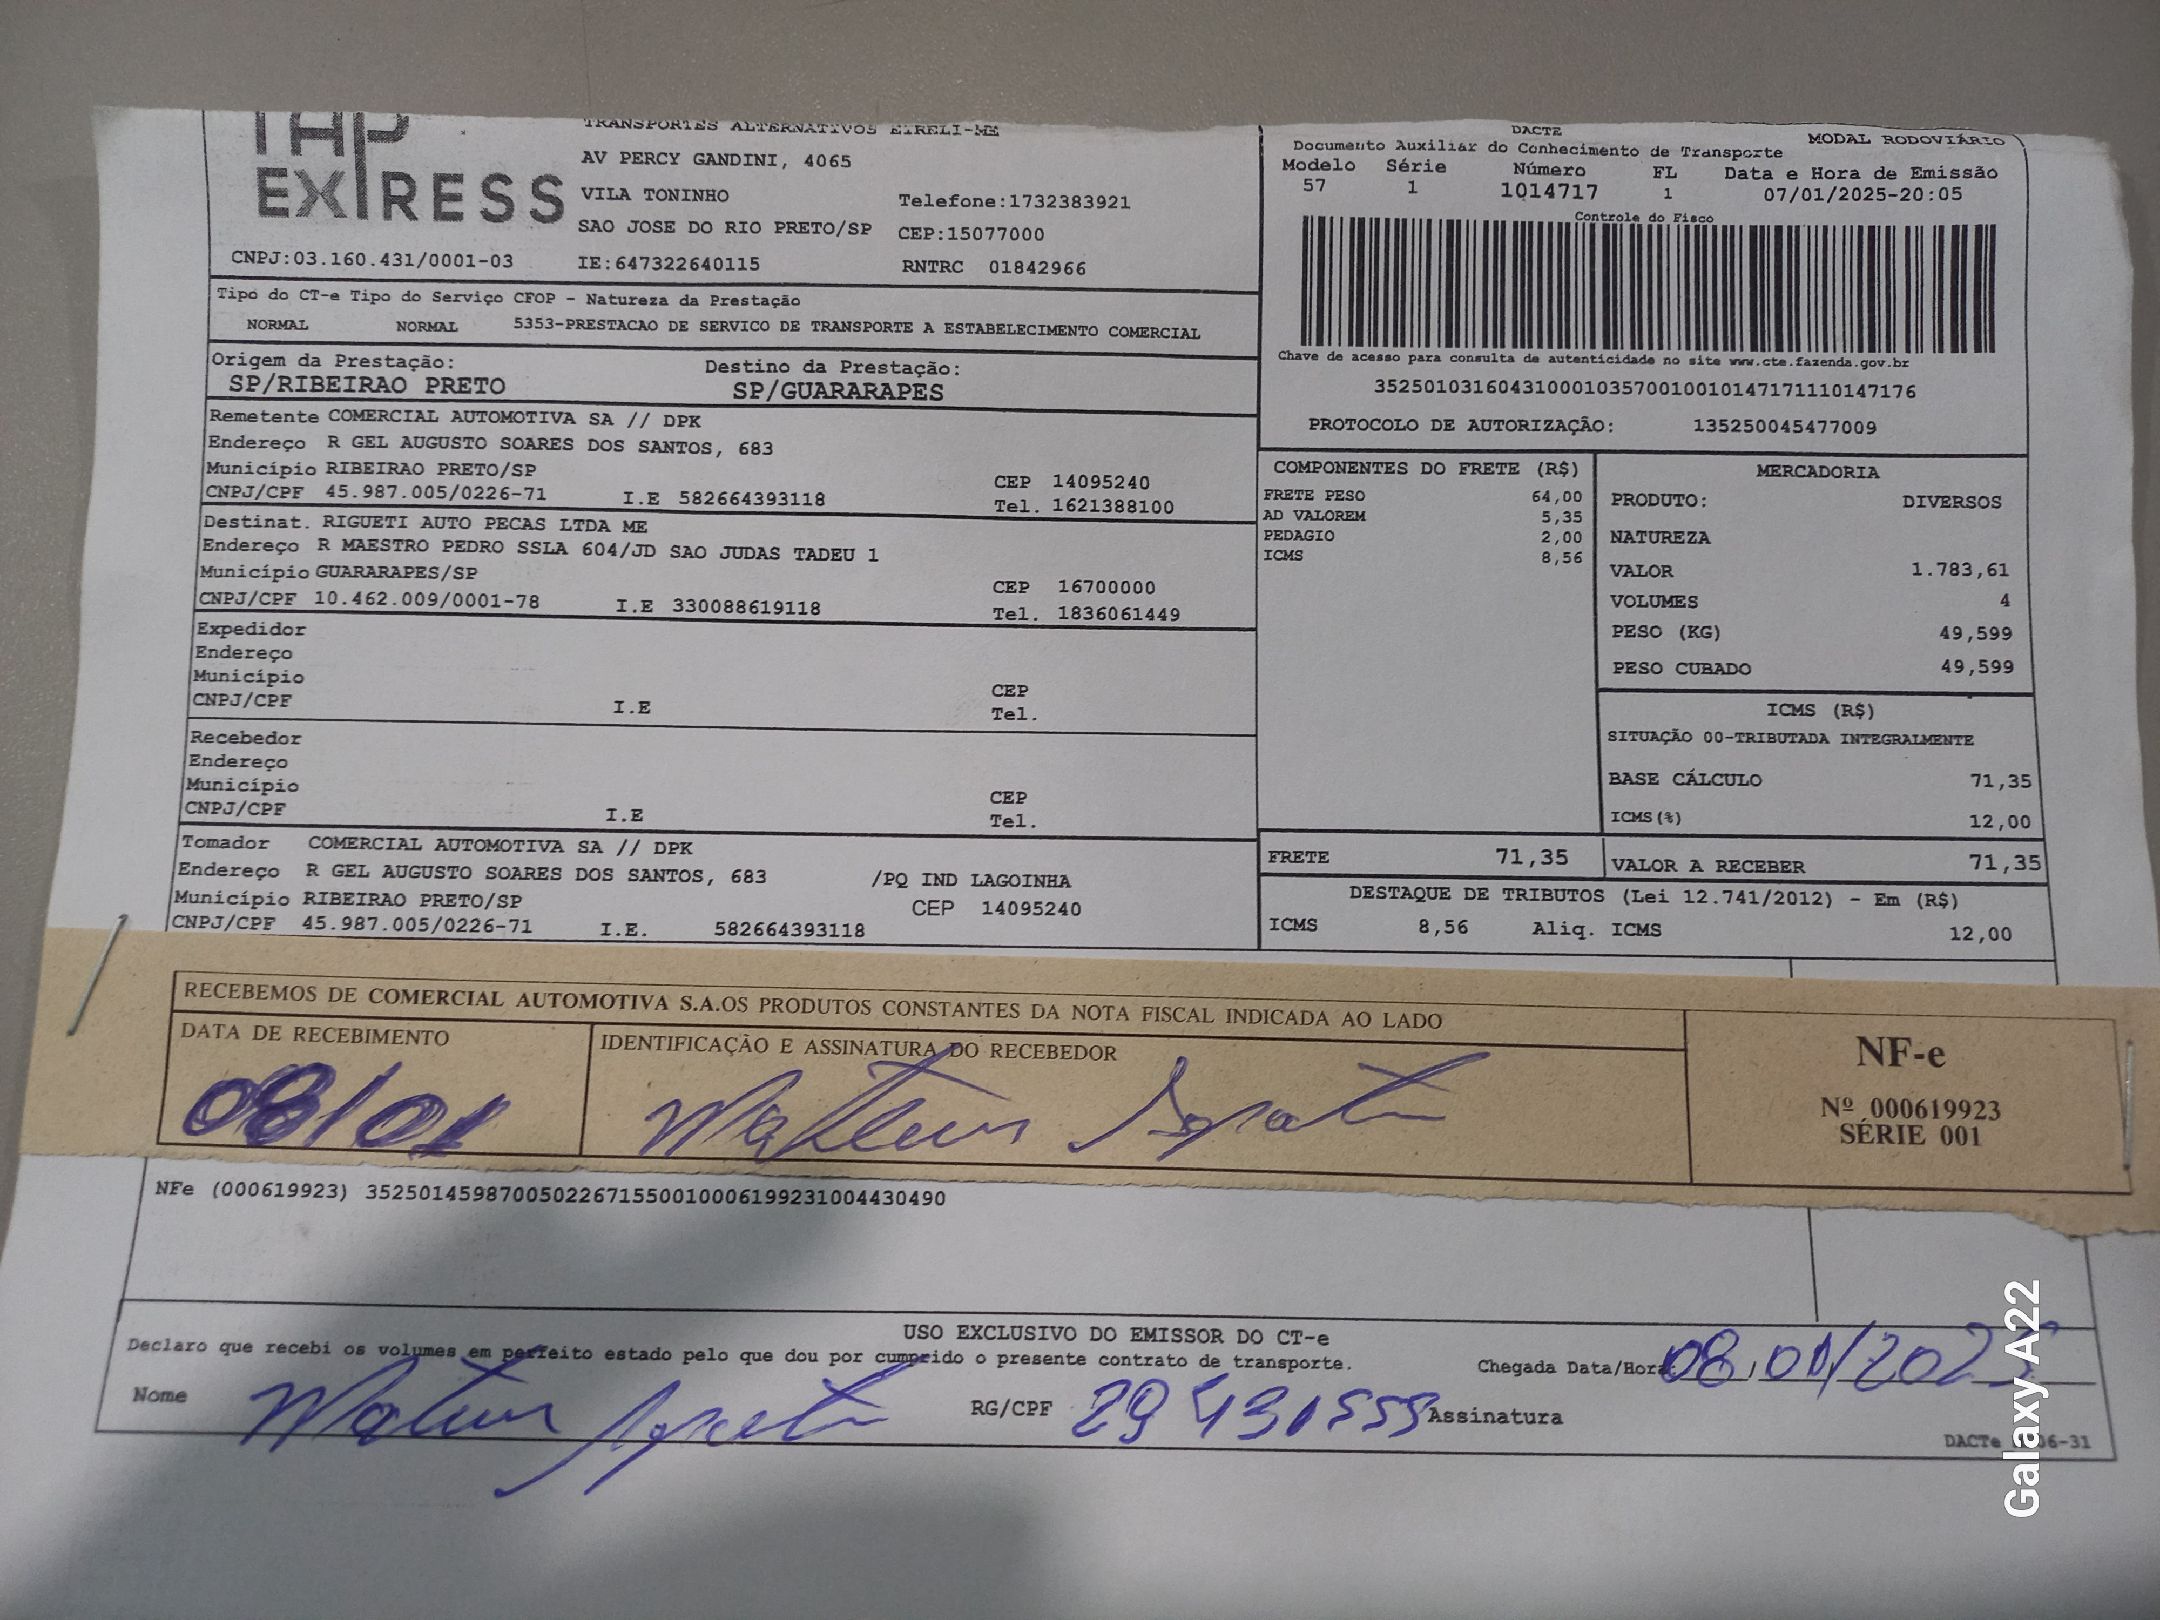 TAP
EXPRESS
TRANSPORTES ALTERNATIVOS EIRELI-ME
AV PERCY GANDINI, 4065
VILA TONINHO
Telefone:1732383921
SAO JOSE DO RIO PRETO/SP CEP:15077000
CNPJ:03.160.431/0001-03 IE:647322640115 RNTRC 01842966
DACTE
MODAL RODOVIÁRIO
Documento Auxiliar do Conhecimento de Transporte
Modelo Série Número FL Data e Hora de Emissão
57 1 1014717 1 07/01/2025-20:05
Controle do Fisco
Chave de acesso para consulta de autenticidade no site www.cte.fazenda.gov.br
35250103160431000103570010010147171110147176
PROTOCOLO DE AUTORIZAÇÃO: 135250045477009
Tipo do CT-e Tipo do Serviço CFOP - Natureza da Prestação
NORMAL NORMAL 5353-PRESTACAO DE SERVICO DE TRANSPORTE A ESTABELECIMENTO COMERCIAL
Origem da Prestação: Destino da Prestação:
SP/RIBEIRAO PRETO SP/GUARARAPES
Remetente COMERCIAL AUTOMOTIVA SA // DPK
Endereço R GEL AUGUSTO SOARES DOS SANTOS, 683
Município RIBEIRAO PRETO/SP CEP 14095240
CNPJ/CPF 45.987.005/0226-71 I.E 582664393118 Tel. 1621388100
Destinat. RIGUETI AUTO PECAS LTDA ME
Endereço R MAESTRO PEDRO SSLA 604/JD SAO JUDAS TADEU 1
Município GUARARAPES/SP CEP 16700000
CNPJ/CPF 10.462.009/0001-78 I.E 330088619118 Tel. 1836061449
Expedidor
Endereço
Município CEP
CNPJ/CPF I.E Tel.
Recebedor
Endereço
Município CEP
CNPJ/CPF I.E Tel.
Tomador COMERCIAL AUTOMOTIVA SA // DPK
Endereço R GEL AUGUSTO SOARES DOS SANTOS, 683 /PQ IND LAGOINHA
Município RIBEIRAO PRETO/SP CEP 14095240
CNPJ/CPF 45.987.005/0226-71 I.E. 582664393118
COMPONENTES DO FRETE (R$)
FRETE PESO 64,00
AD VALOREM 5,35
PEDAGIO 2,00
ICMS 8,56
MERCADORIA
PRODUTO: DIVERSOS
NATUREZA
VALOR 1.783,61
VOLUMES 4
PESO (KG) 49,599
PESO CUBADO 49,599
ICMS (R$)
SITUAÇÃO 00-TRIBUTADA INTEGRALMENTE
BASE CÁLCULO 71,35
ICMS(%) 12,00
FRETE 71,35 VALOR A RECEBER 71,35
DESTAQUE DE TRIBUTOS (Lei 12.741/2012) - Em (R$)
ICMS 8,56 Aliq. ICMS 12,00
RECEBEMOS DE COMERCIAL AUTOMOTIVA S.A.OS PRODUTOS CONSTANTES DA NOTA FISCAL INDICADA AO LADO
DATA DE RECEBIMENTO IDENTIFICAÇÃO E ASSINATURA DO RECEBEDOR
08/01 Matteus
NF-e
Nº 000619923
SÉRIE 001
NFe (000619923) 35250145987005022671550010006199231004430490
USO EXCLUSIVO DO EMISSOR DO CT-e
Declaro que recebi os volumes em perfeito estado pelo que dou por cumprido o presente contrato de transporte.
Chegada Data/Hora: 08/01/2025
Nome Mateus RG/CPF 29 431555 Assinatura
DACTe
Galaxy A22